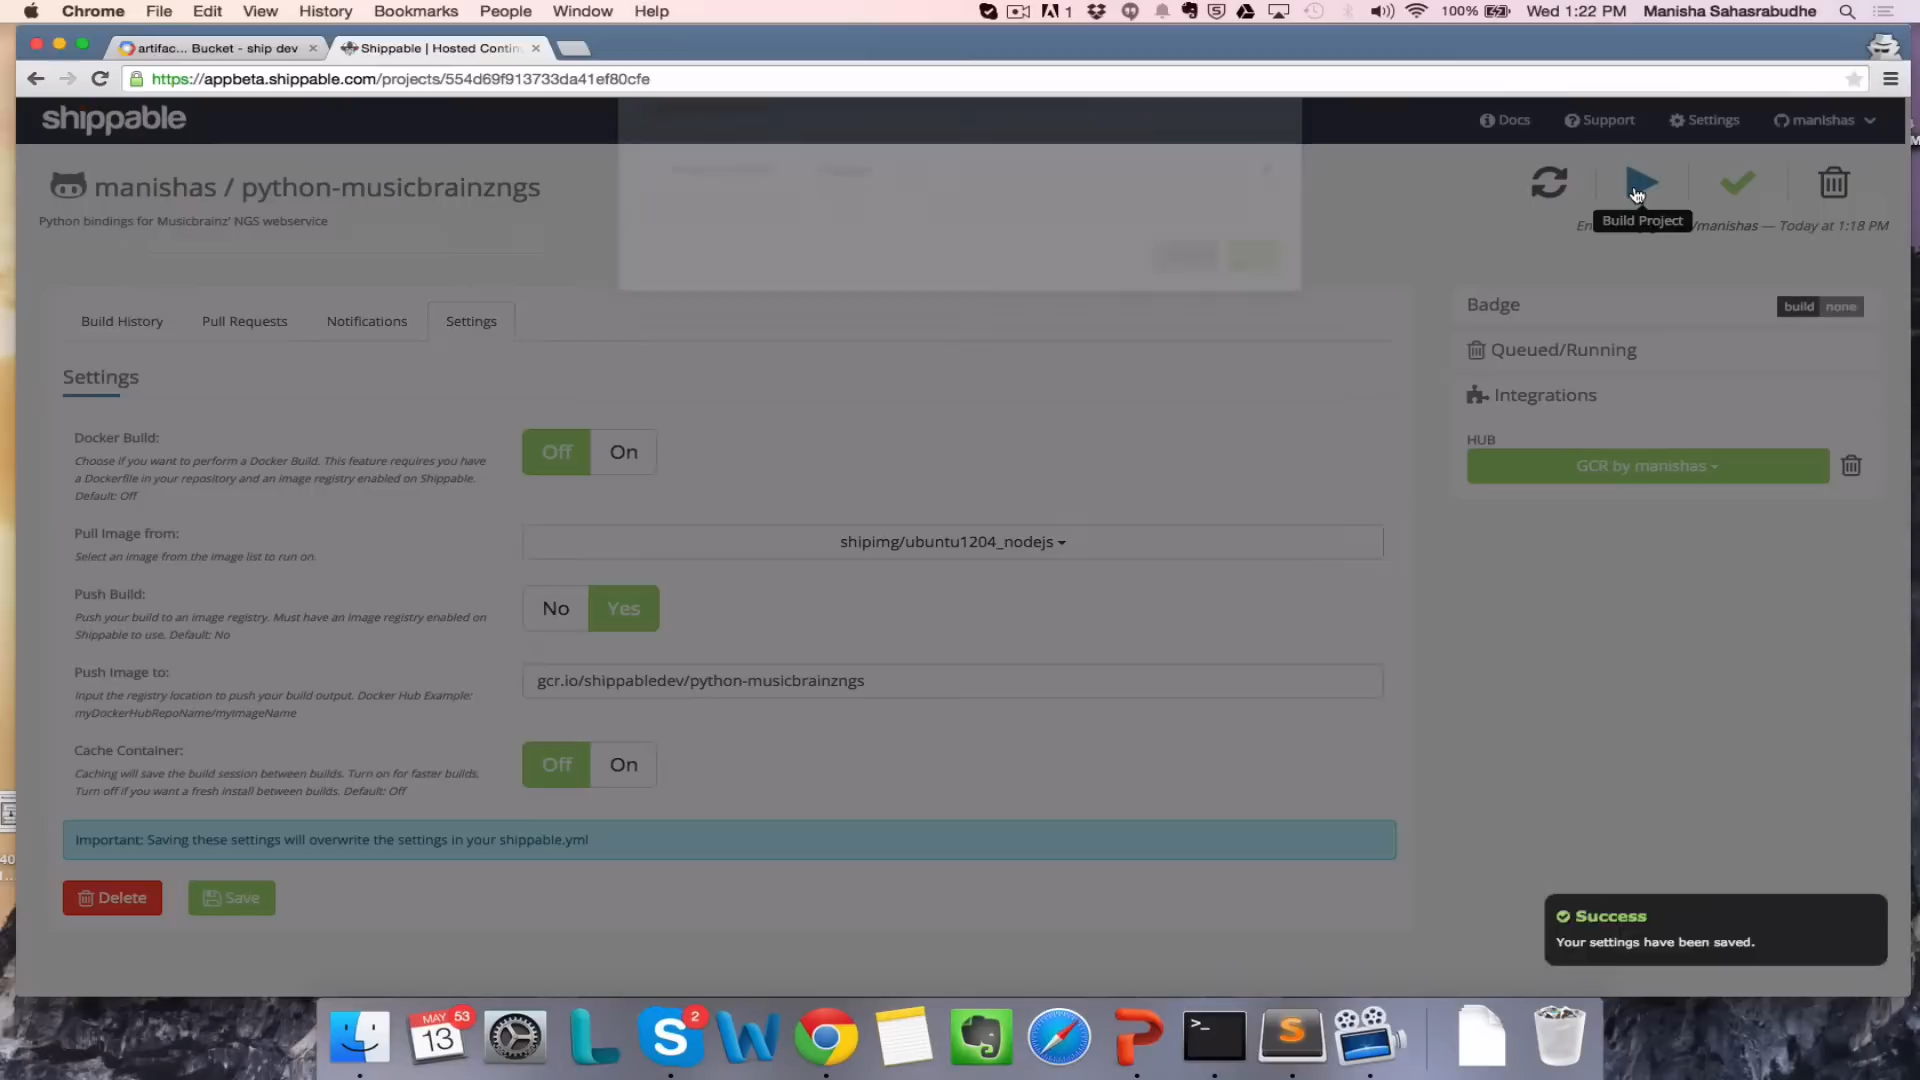 Chrome File Edit View History Bookmarks People Window Help
1 100% Wed 1:22 PM Manisha Sahasrabudhe
artifac... Bucket - ship dev
Shippable | Hosted Contin
https://appbeta.shippable.com/projects/554d69f913733da41ef80cfe
shippable
Docs Support Settings manishas
manishas / python-musicbrainzngs
Python bindings for Musicbrainz' NGS webservice
Build Project
/manishas — Today at 1:18 PM
Build History Pull Requests Notifications Settings
Badge build none
Queued/Running
Integrations
HUB
GCR by manishas
Settings
Docker Build:
Choose if you want to perform a Docker Build. This feature requires you have
a Dockerfile in your repository and an image registry enabled on Shippable.
Default: Off
Off On
Pull Image from:
Select an image from the image list to run on.
shipimg/ubuntu1204_nodejs
Push Build:
Push your build to an image registry. Must have an image registry enabled on
Shippable to use. Default: No
No Yes
Push Image to:
Input the registry location to push your build output. Docker Hub Example:
myDockerHubRepoName/myImageName
gcr.io/shippabledev/python-musicbrainzngs
Cache Container:
Caching will save the build session between builds. Turn on for faster builds,
Turn off if you want a fresh install between builds. Default: Off
Off On
Important: Saving these settings will overwrite the settings in your shippable.yml
Delete Save
Success
Your settings have been saved.
MAY 53
13
2